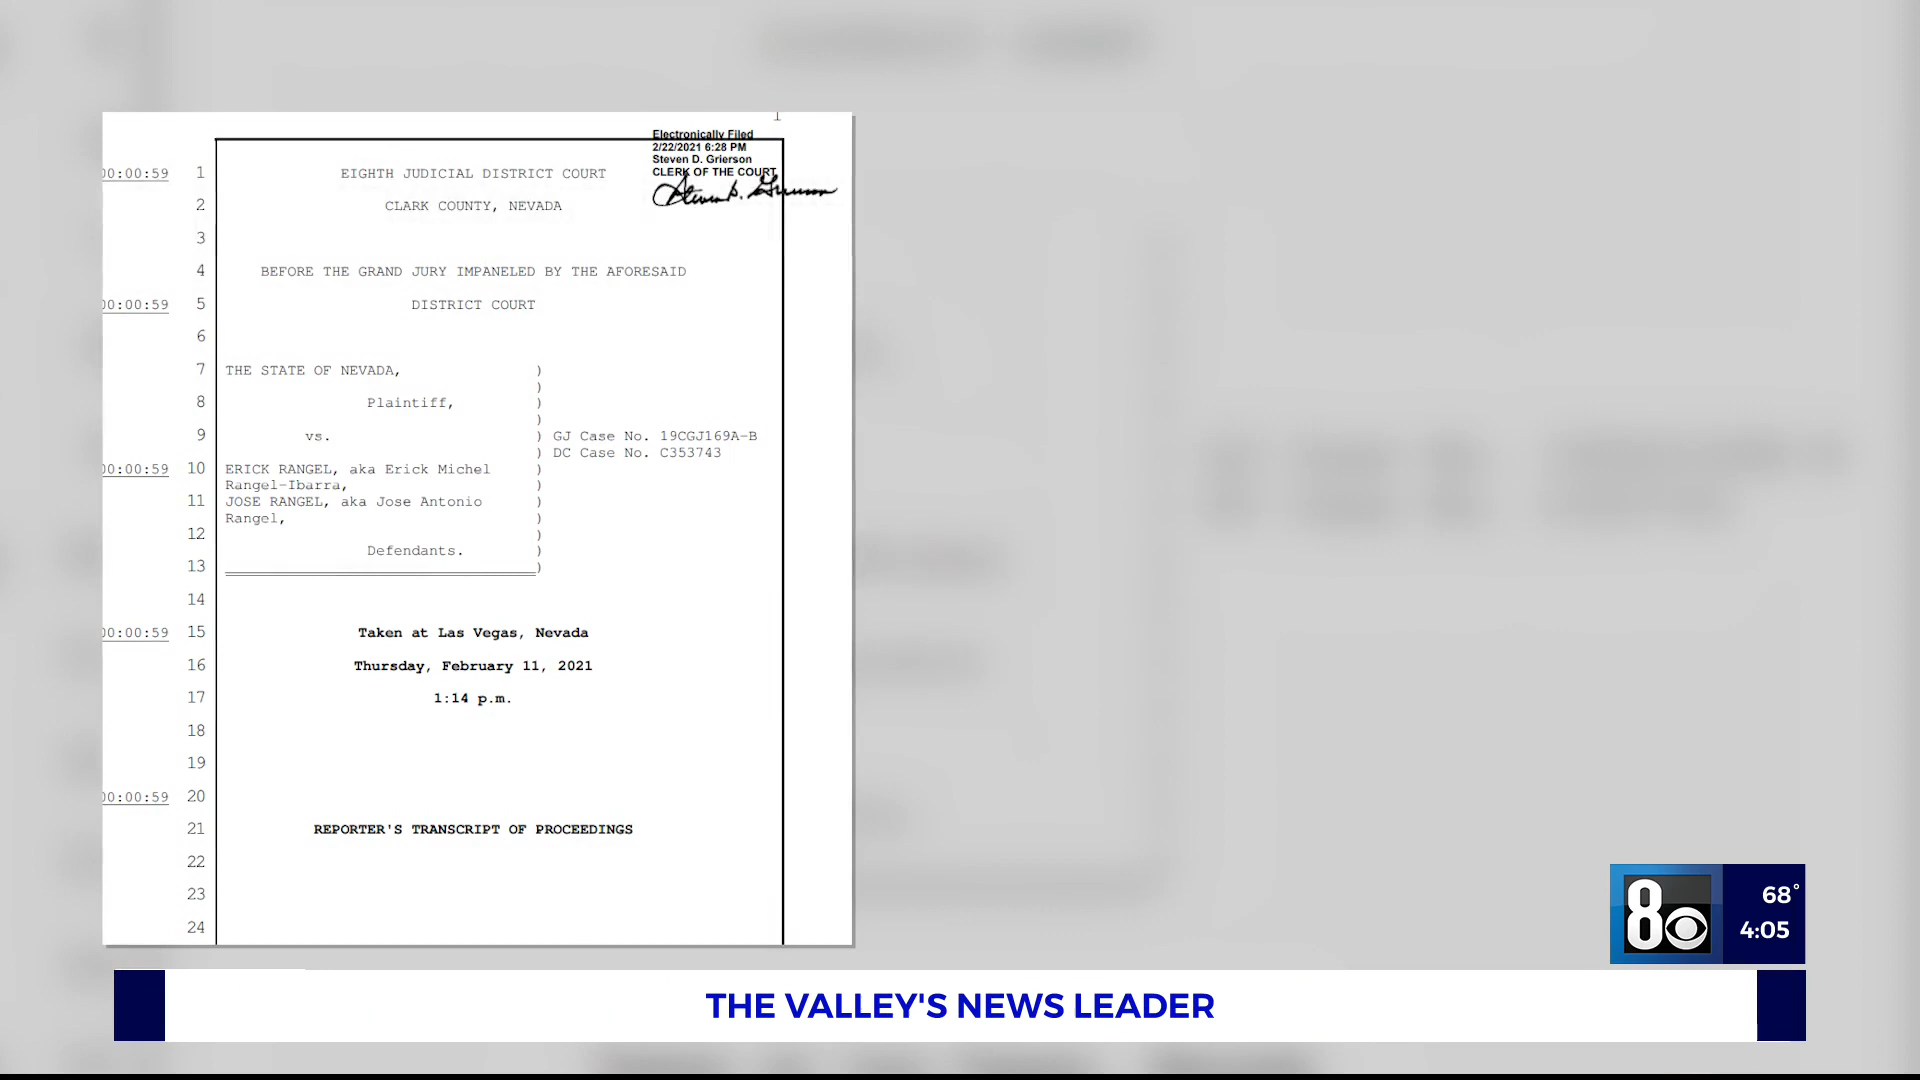 1
Electronically Filed
2/22/2021 6:28 PM
Steven D. Grierson
CLERK OF THE COURT
Steven D. Grierson
00:00:59 1 EIGHTH JUDICIAL DISTRICT COURT
2 CLARK COUNTY, NEVADA
3
4 BEFORE THE GRAND JURY IMPANELED BY THE AFORESAID
00:00:59 5 DISTRICT COURT
6
7 THE STATE OF NEVADA, )
)
8 Plaintiff, )
)
9 vs. ) GJ Case No. 19CGJ169A-B
) DC Case No. C353743
00:00:59 10 ERICK RANGEL, aka Erick Michel )
Rangel-Ibarra, )
11 JOSE RANGEL, aka Jose Antonio )
Rangel, )
12 )
Defendants. )
13 )
14
00:00:59 15 Taken at Las Vegas, Nevada
16 Thursday, February 11, 2021
17 1:14 p.m.
18
19
00:00:59 20
21 REPORTER'S TRANSCRIPT OF PROCEEDINGS
22
23
24
8 68°
4:05
THE VALLEY'S NEWS LEADER